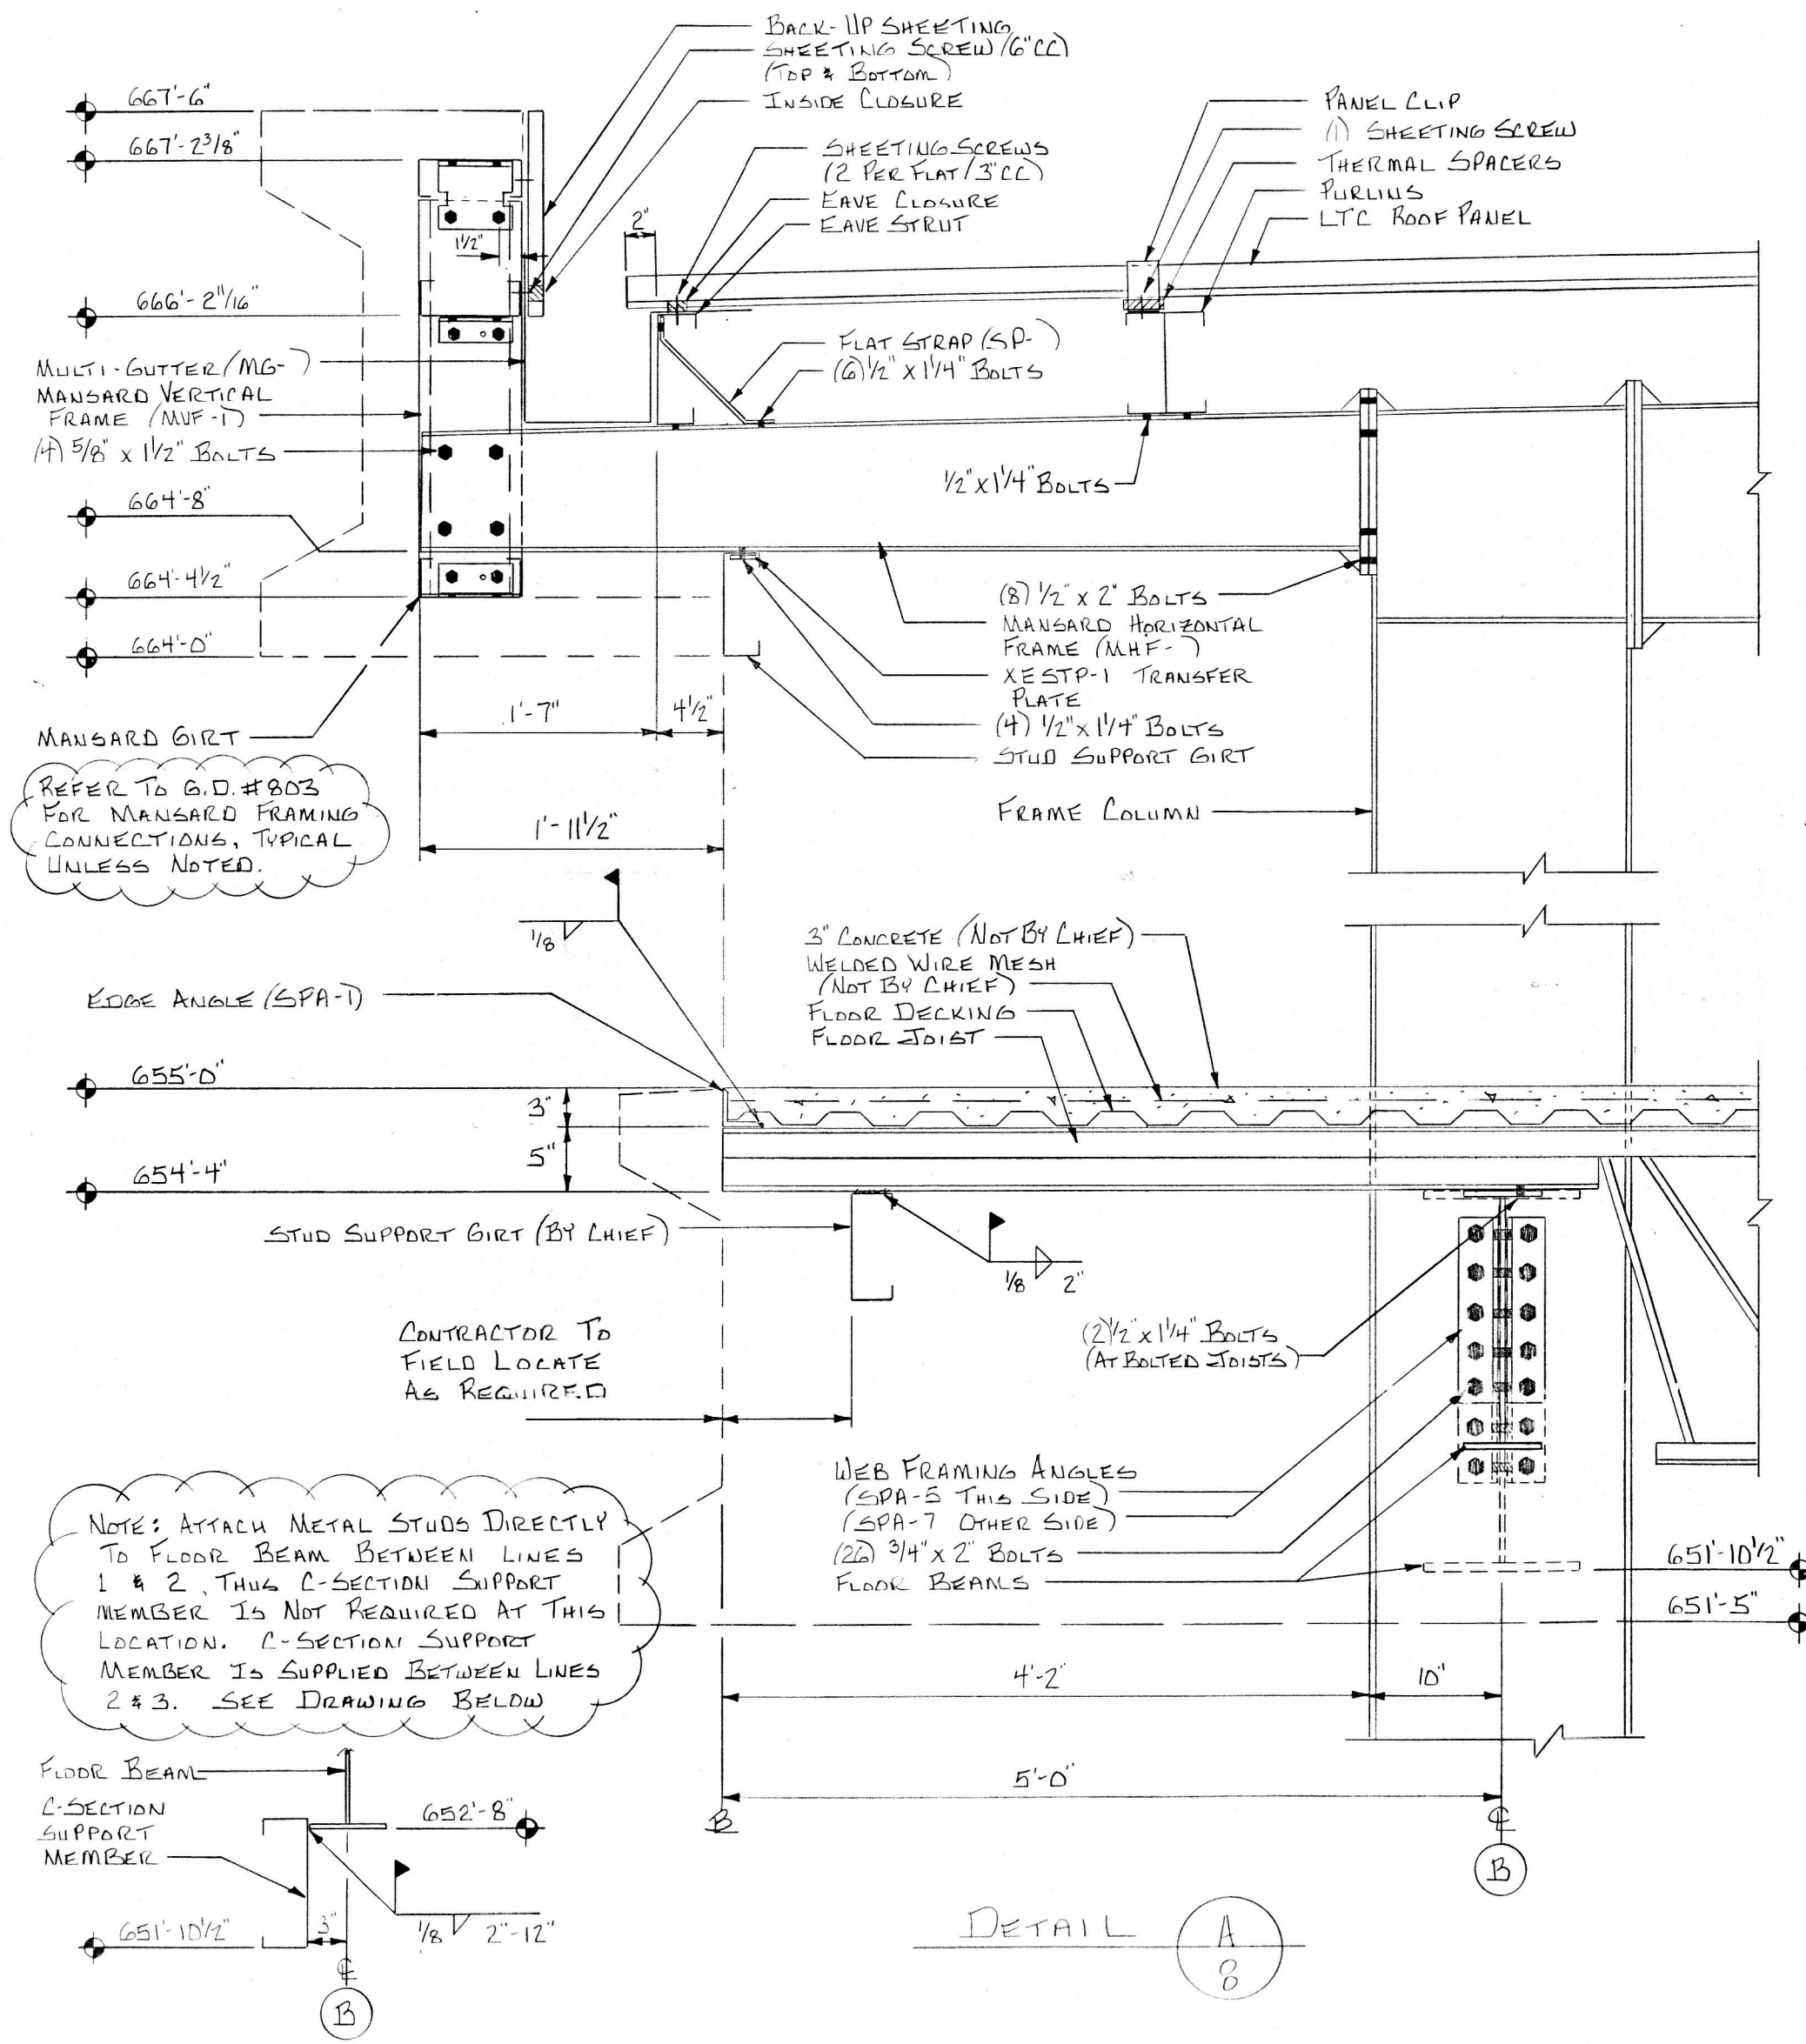 BACK-UP SHEETING
SHEETING SCREW (6"CC)
(TOP & BOTTOM)
INSIDE CLOSURE
SHEETING SCREWS
(2 PER FLAT/3"CC)
EAVE CLOSURE
EAVE STRUT
PANEL CLIP
(1) SHEETING SCREW
THERMAL SPACERS
PURLINS
LTC ROOF PANEL
667'-6"
667'-2 3/8"
1 1/2"
2"
666'-2 11/16"
FLAT STRAP (SP- )
(6) 1/2" x 1 1/4" BOLTS
MULTI-GUTTER (MG- )
MANSARD VERTICAL
FRAME (MVF-1)
(4) 5/8" x 1 1/2" BOLTS
1/2" x 1 1/4" BOLTS
664'-8"
664'-4 1/2"
664'-0"
(8) 1/2" x 2" BOLTS
MANSARD HORIZONTAL
FRAME (MHF- )
XESTP-1 TRANSFER
PLATE
(4) 1/2" x 1 1/4" BOLTS
STUD SUPPORT GIRT
MANSARD GIRT
1'-7"
4 1/2"
REFER TO G.D. #803
FOR MANSARD FRAMING
CONNECTIONS, TYPICAL
UNLESS NOTED.
1'-11 1/2"
FRAME COLUMN
1/8
3" CONCRETE (NOT BY CHIEF)
WELDED WIRE MESH
(NOT BY CHIEF)
FLOOR DECKING
FLOOR JOIST
EDGE ANGLE (SPA-1)
655'-0"
3"
5"
654'-4"
STUD SUPPORT GIRT (BY CHIEF)
1/8 2"
CONTRACTOR TO
FIELD LOCATE
AS REQUIRED
(2) 1/2" x 1 1/4" BOLTS
(AT BOLTED JOISTS)
WEB FRAMING ANGLES
(SPA-5 THIS SIDE)
(SPA-7 OTHER SIDE)
(26) 3/4" x 2" BOLTS
FLOOR BEAMS
651'-10 1/2"
651'-5"
NOTE: ATTACH METAL STUDS DIRECTLY
TO FLOOR BEAM BETWEEN LINES
1 & 2, THUS C-SECTION SUPPORT
MEMBER IS NOT REQUIRED AT THIS
LOCATION. C-SECTION SUPPORT
MEMBER IS SUPPLIED BETWEEN LINES
2 & 3. SEE DRAWING BELOW
4'-2"
10"
5'-0"
B
℄
B
FLOOR BEAM
C-SECTION
SUPPORT
MEMBER
652'-8"
651'-10 1/2"
3"
1/8 2"-12"
℄
B
DETAIL A
8